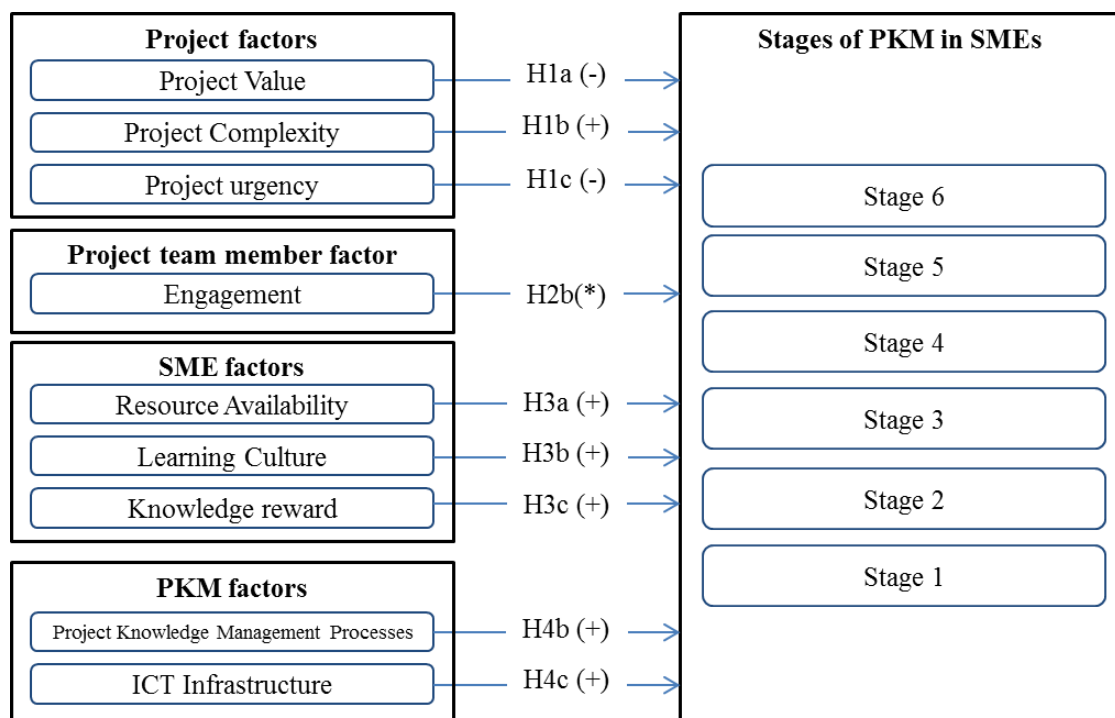 Project factors
Project Value
Project Complexity
Project urgency
Project team member factor
Engagement
SME factors
Resource Availability
Learning Culture
Knowledge reward
PKM factors
Project Knowledge Management Processes
ICT Infrastructure
H1a (-)
H1b (+)
H1c (-)
H2b(*)
H3a (+)
H3b (+)
H3c (+)
H4b (+)
H4c (+)
Stages of PKM in SMEs
Stage 6
Stage 5
Stage 4
Stage 3
Stage 2
Stage 1